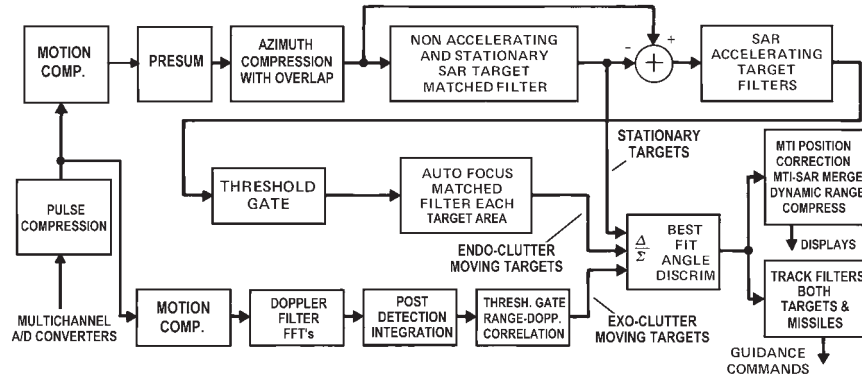 MOTION
COMP.
PRESUM
AZIMUTH
COMPRESSION
WITH OVERLAP
NON ACCELERATING
AND STATIONARY
SAR TARGET
MATCHED FILTER
-
+
+
SAR
ACCELERATING
TARGET
FILTERS
STATIONARY
TARGETS
PULSE
COMPRESSION
THRESHOLD
GATE
AUTO FOCUS
MATCHED
FILTER EACH
TARGET AREA
ENDO-CLUTTER
MOVING TARGETS
Δ
Σ
BEST
FIT
ANGLE
DISCRIM
MTI POSITION
CORRECTION
MTI-SAR MERGE
DYNAMIC RANGE
COMPRESS
DISPLAYS
MULTICHANNEL
A/D CONVERTERS
MOTION
COMP.
DOPPLER
FILTER
FFT's
POST
DETECTION
INTEGRATION
THRESH. GATE
RANGE-DOPP.
CORRELATION
EXO-CLUTTER
MOVING TARGETS
TRACK FILTERS
BOTH
TARGETS &
MISSILES
GUIDANCE
COMMANDS